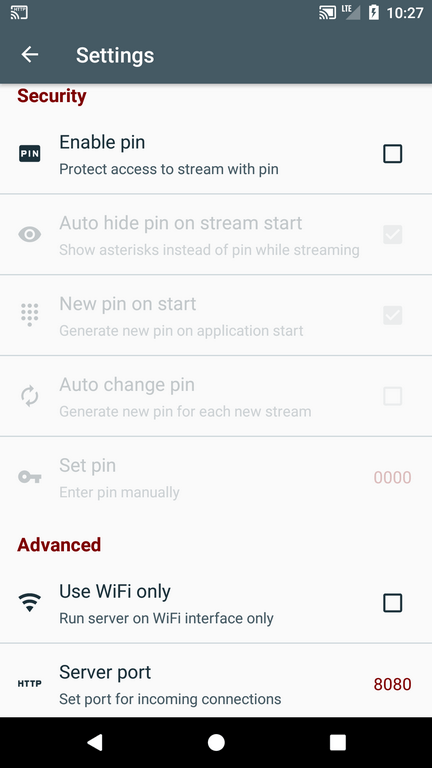 HTTP
LTE
10:27
Settings
Security
PIN
Enable pin
Protect access to stream with pin
Auto hide pin on stream start
Show asterisks instead of pin while streaming
New pin on start
Generate new pin on application start
Auto change pin
Generate new pin for each new stream
Set pin
Enter pin manually
0000
Advanced
Use WiFi only
Run server on WiFi interface only
HTTP
Server port
Set port for incoming connections
8080